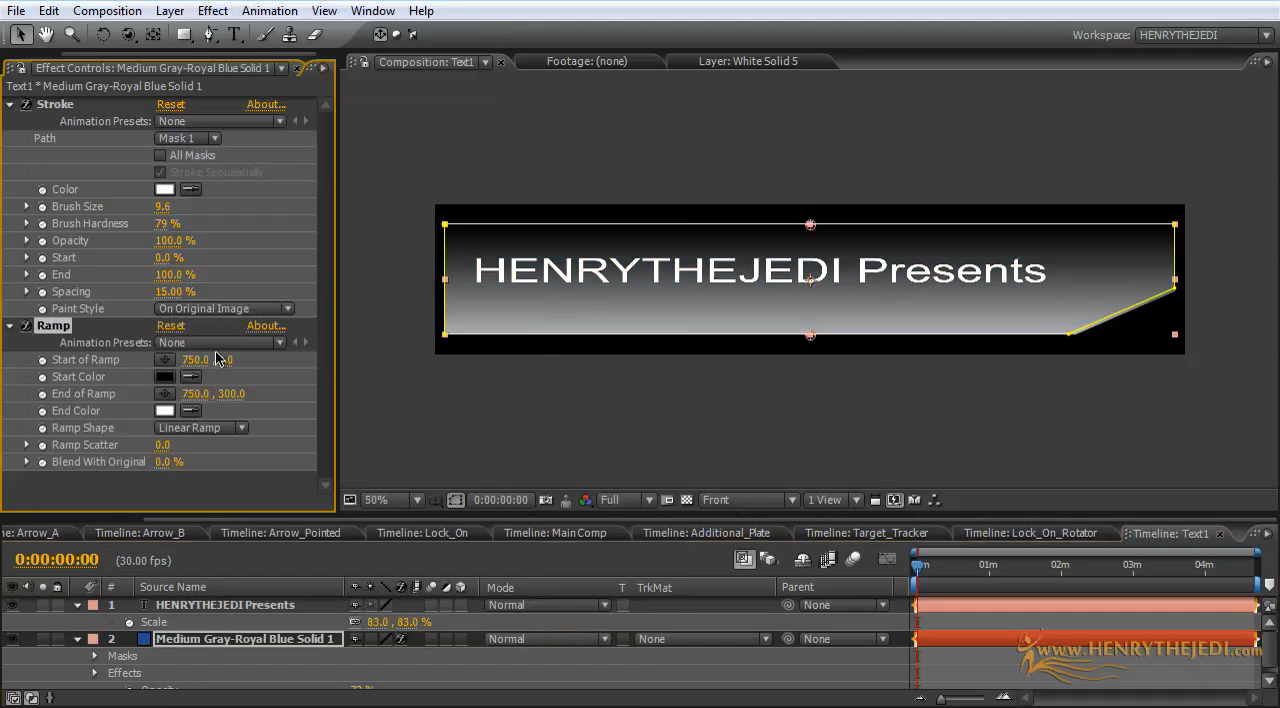 File Edit Composition Layer Effect Animation View Window Help
Workspace: HENRYTHEJEDI
Effect Controls: Medium Gray-Royal Blue Solid 1
Text1 * Medium Gray-Royal Blue Solid 1
Stroke Reset About...
Animation Presets: None
Path Mask 1
All Masks
Stroke Sequentially
Color
Brush Size 9.6
Brush Hardness 79 %
Opacity 100.0 %
Start 0.0 %
End 100.0 %
Spacing 15.00 %
Paint Style On Original Image
Ramp Reset About...
Animation Presets: None
Start of Ramp 750.0
Start Color
End of Ramp 750.0 , 300.0
End Color
Ramp Shape Linear Ramp
Ramp Scatter 0.0
Blend With Original 0.0 %
Composition: Text1 Footage: (none) Layer: White Solid 5
HENRYTHEJEDI Presents
50% 0:00:00:00 Full Front 1 View
ne: Arrow_A Timeline: Arrow_B Timeline: Arrow_Pointed Timeline: Lock_On Timeline: MainComp Timeline: Additional_Plate Timeline: Target_Tracker Timeline: Lock_On_Rotator Timeline: Text1
0:00:00:00 (30.00 fps)
01m 02m 03m 04m
# Source Name Mode T TrkMat Parent
1 T HENRYTHEJEDI Presents Normal None
Scale 83.0 , 83.0 %
2 Medium Gray-Royal Blue Solid 1 Normal None None
Masks
Effects
www.HENRYTHEJEDI.com